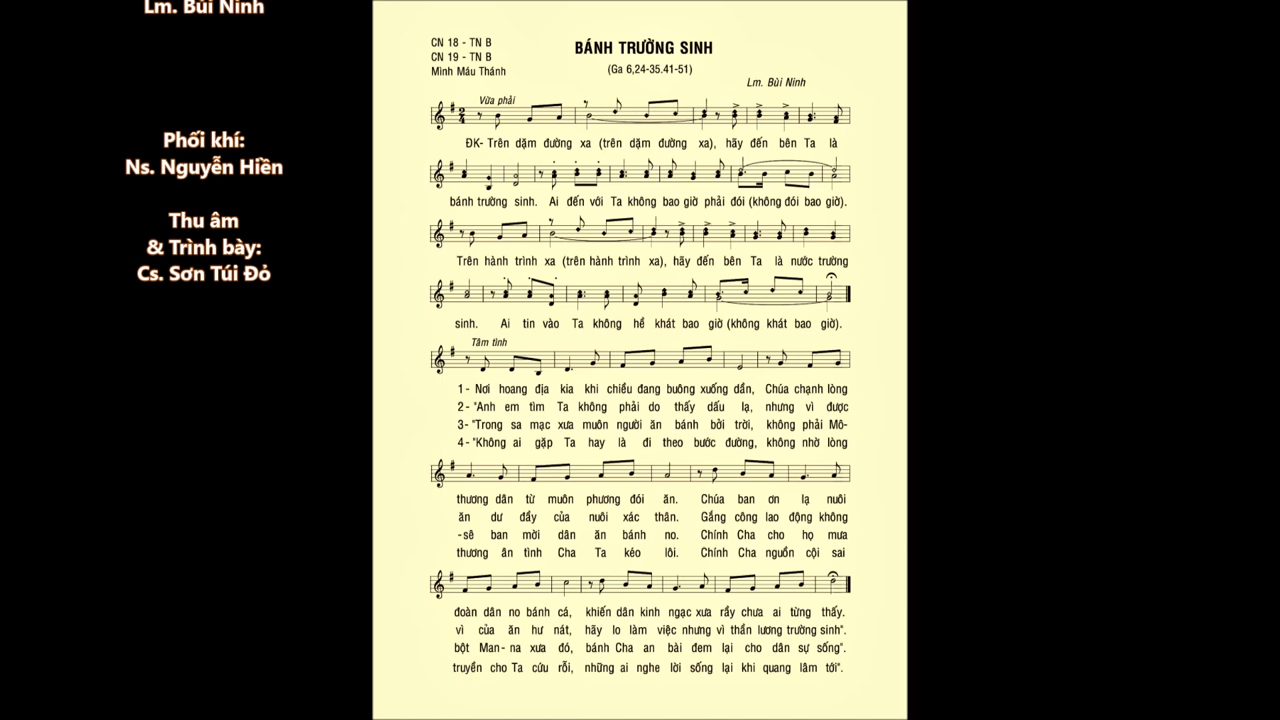 Lm. Bùi Ninh
Phối khí:
Ns. Nguyễn Hiền
Thu âm
& Trình bày:
Cs. Sơn Túi Đỏ
CN 18 - TN B
CN 19 - TN B
Mình Máu Thánh
BÁNH TRƯỜNG SINH
(Ga 6,24-35.41-51)
Lm. Bùi Ninh
Vừa phải
ĐK- Trên dặm đường xa (trên dặm đường xa), hãy đến bên Ta là
bánh trường sinh. Ai đến với Ta không bao giờ phải đói (không đói bao giờ).
Trên hành trình xa (trên hành trình xa), hãy đến bên Ta là nước trường
sinh. Ai tin vào Ta không hề khát bao giờ (không khát bao giờ).
Tâm tình
1- Nơi hoang địa kia khi chiều đang buông xuống dần, Chúa chạnh lòng
2- "Anh em tìm Ta không phải do thấy dấu lạ, nhưng vì được
3- "Trong sa mạc xưa muôn người ăn bánh bởi trời, không phải Mô-
4- "Không ai gặp Ta hay là đi theo bước đường, không nhờ lòng
thương dân từ muôn phương đói ăn. Chúa ban ơn lạ nuôi
ăn dư đầy của nuôi xác thân. Gắng công lao động không
-sê ban mời dân ăn bánh no. Chính Cha cho họ mưa
thương ân tình Cha Ta kéo lôi. Chính Cha nguồn cội sai
đoàn dân no bánh cá, khiến dân kinh ngạc xưa rầy chưa ai từng thấy.
vì của ăn hư nát, hãy lo làm việc nhưng vì thần lương trường sinh".
bột Man-na xưa đó, bánh Cha an bài đem lại cho dân sự sống".
truyền cho Ta cứu rỗi, những ai nghe lời sống lại khi quang lâm tới".